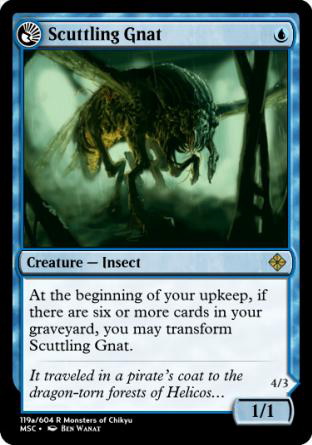 Scuttling Gnat
Creature — Insect
At the beginning of your upkeep, if
there are six or more cards in your
graveyard, you may transform
Scuttling Gnat.
It traveled in a pirate's coat to the
dragon-torn forests of Helicos...
4/3
1/1
119a/604 R Monsters of Chikyu
MSC • Ben Wanat